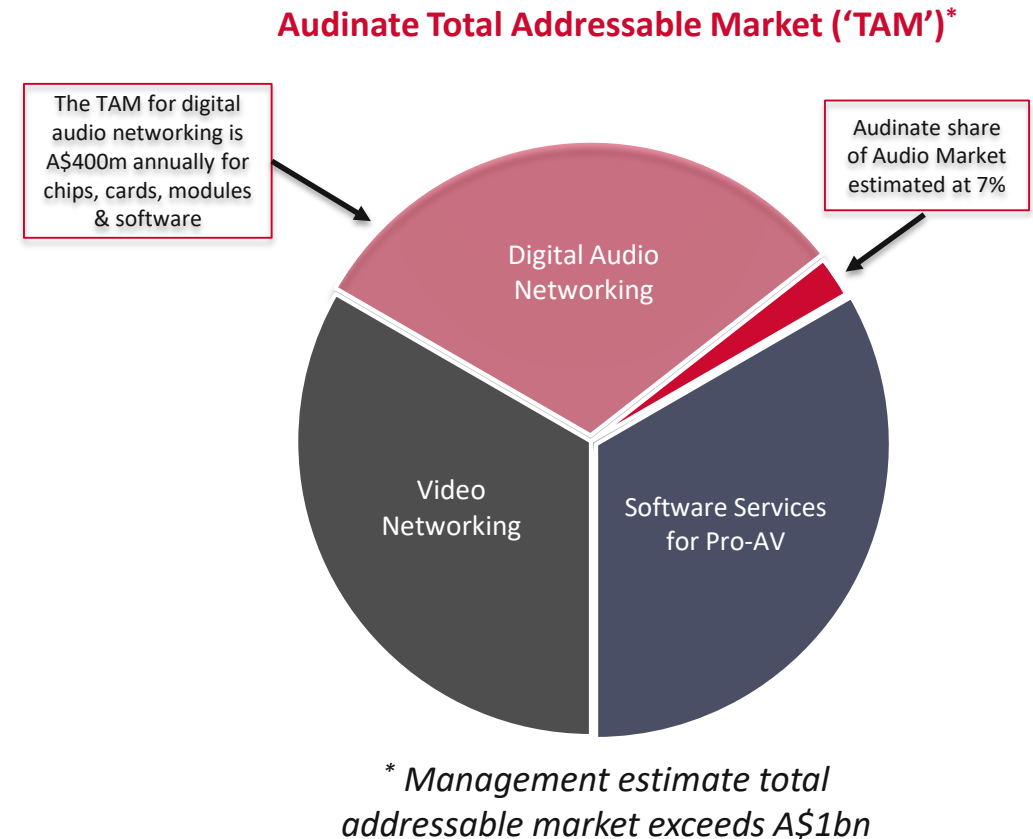 Audinate Total Addressable Market (‘TAM’)*
The TAM for digital
audio networking is
A$400m annually for
chips, cards, modules
& software
Audinate share
of Audio Market
estimated at 7%
Digital Audio
Networking
Video
Networking
Software Services
for Pro-AV
* Management estimate total
addressable market exceeds A$1bn